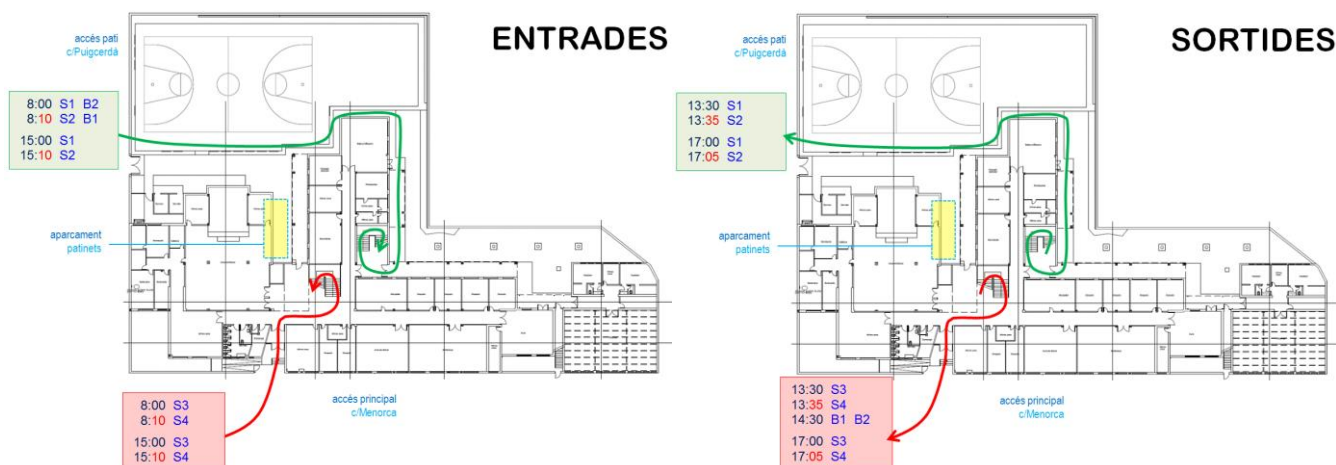 ENTRADES
accés pati
c/Puigcerdà
8:00 S1 B2
8:10 S2 B1
15:00 S1
15:10 S2
aparcament
patinets
8:00 S3
8:10 S4
15:00 S3
15:10 S4
accés principal
c/Menorca
SORTIDES
accés pati
c/Puigcerdà
13:30 S1
13:35 S2
17:00 S1
17:05 S2
aparcament
patinets
13:30 S3
13:35 S4
14:30 B1 B2
17:00 S3
17:05 S4
accés principal
c/Menorca